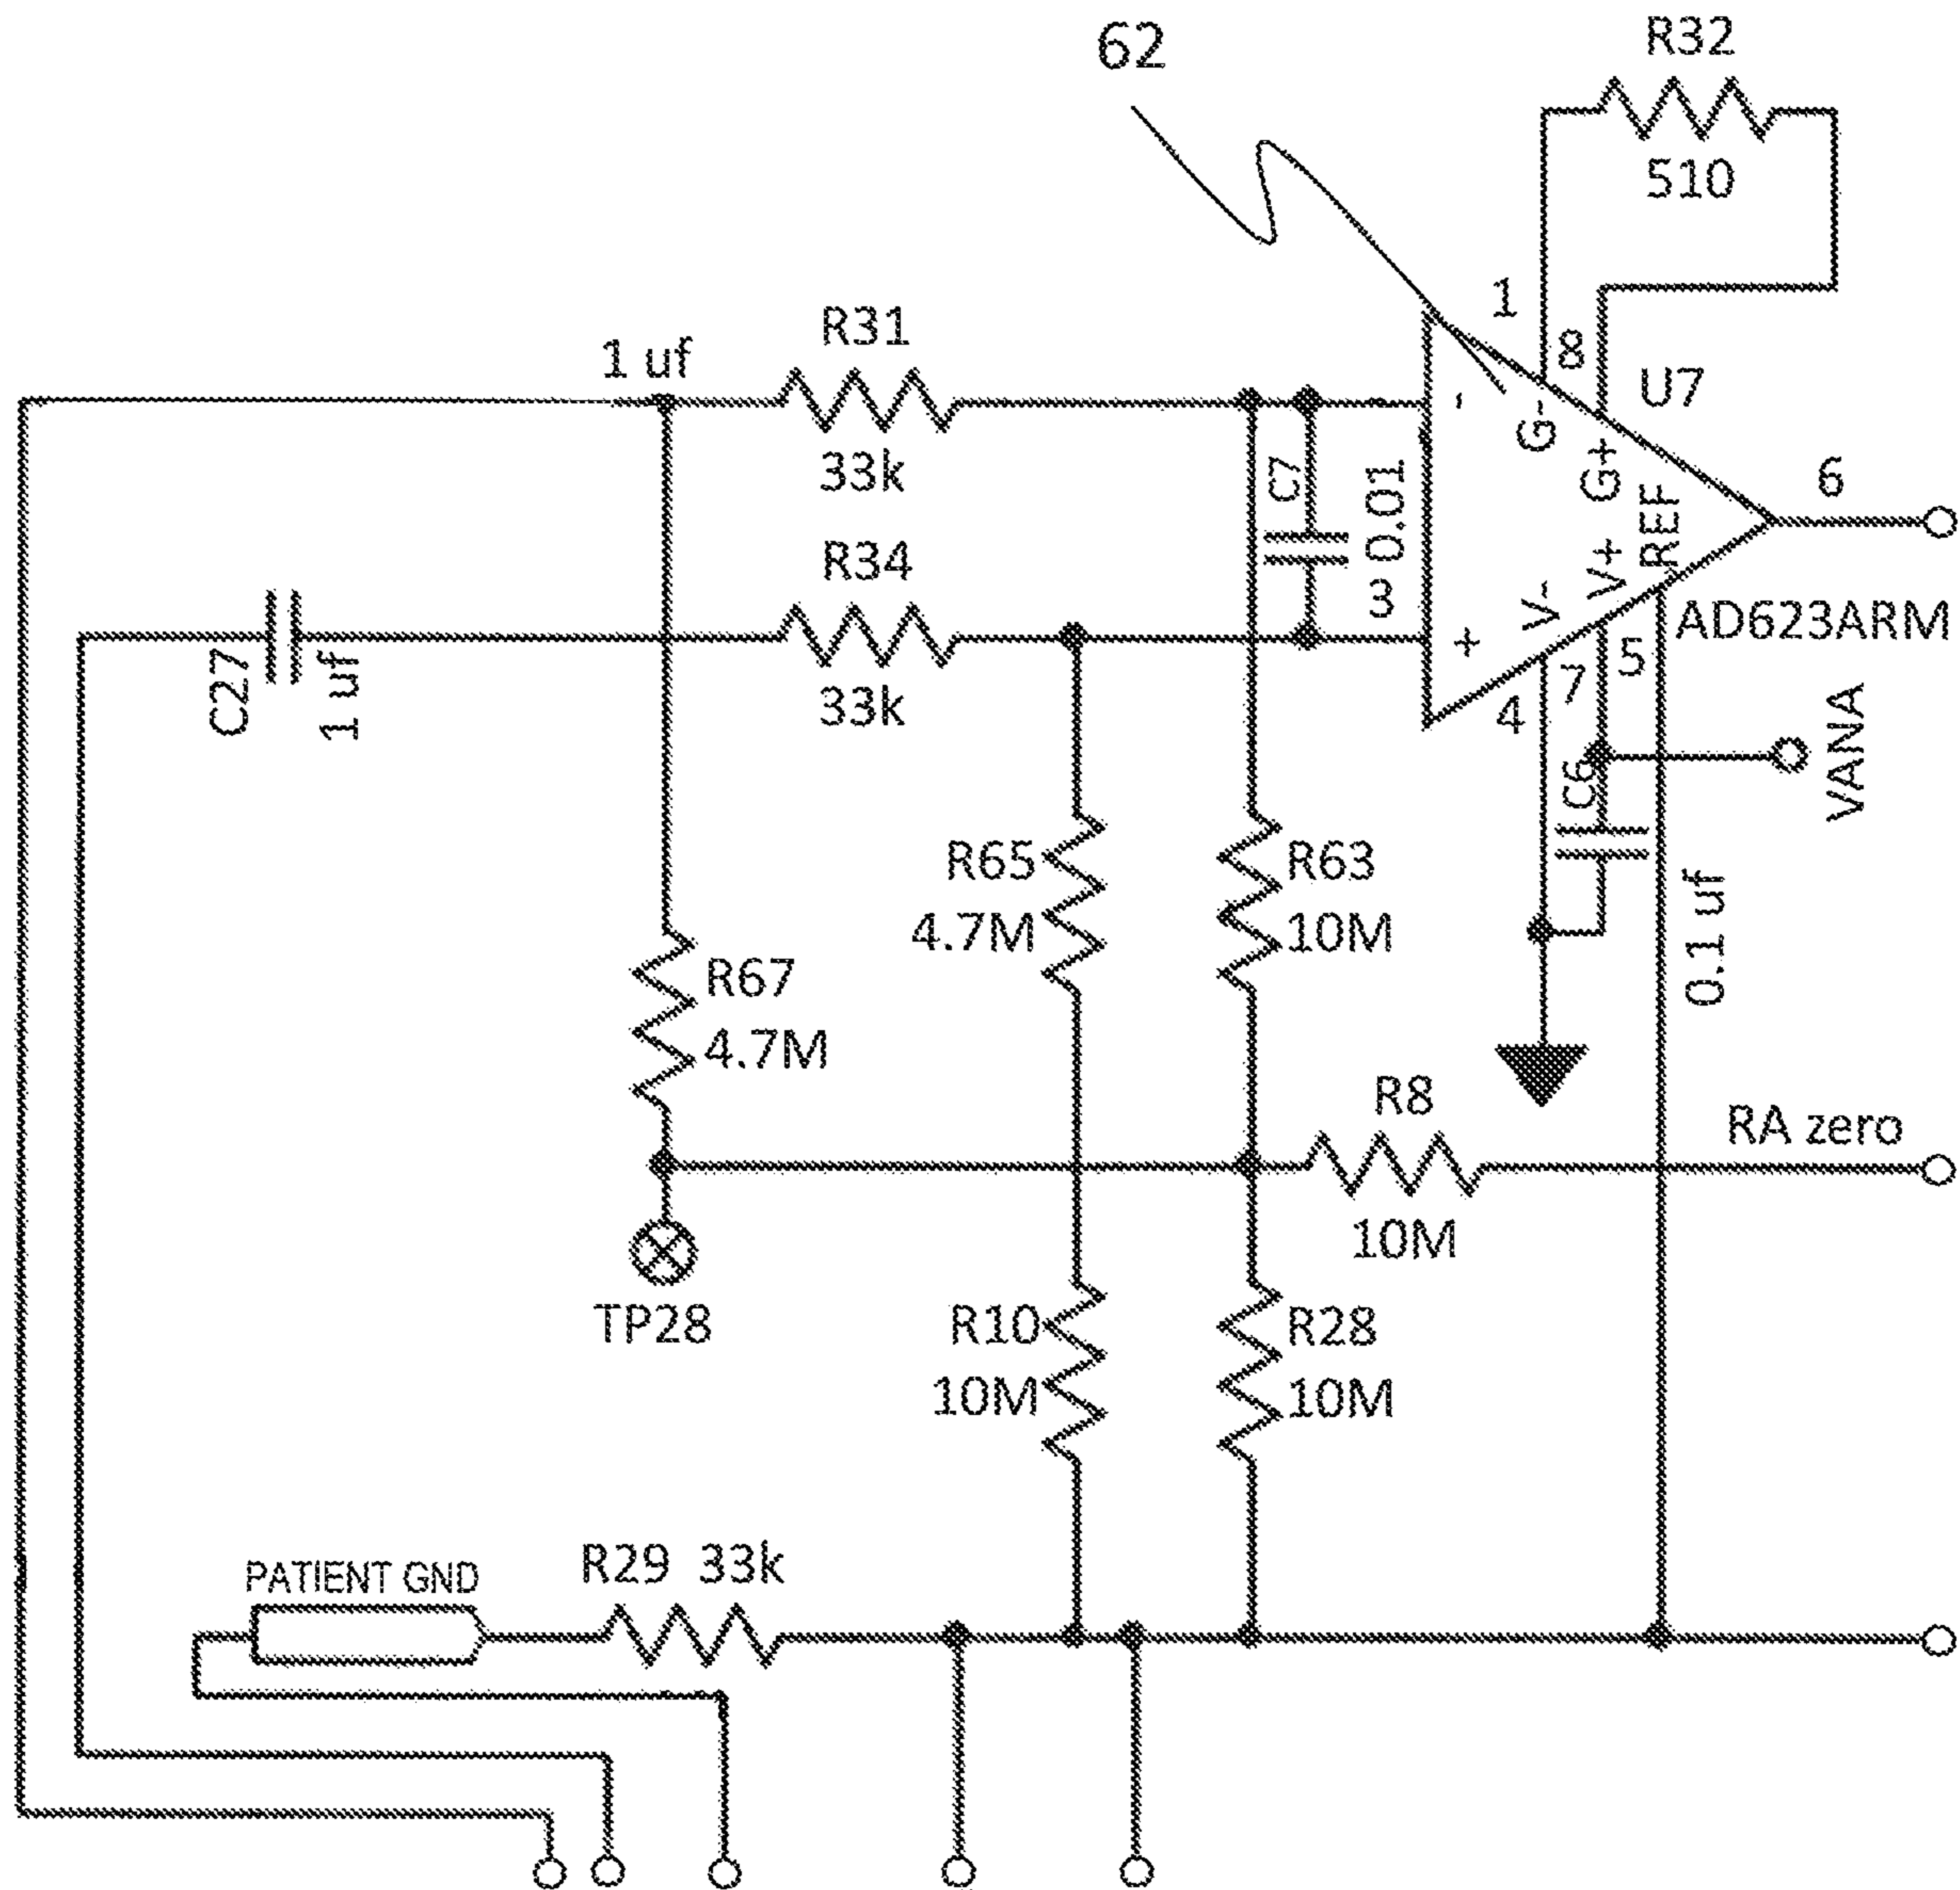 62
R32
510
1
8
U7
R31
1 uf
33k
-
G-
G+
6
C7
0.01
R34
33k
3
+
V-
V+
REF
AD623ARM
4
7
5
C27
1 uf
VANA
C6
0.1 uf
R65
4.7M
R63
10M
R67
4.7M
R8
10M
RA zero
TP28
R10
10M
R28
10M
PATIENT GND
R29 33k